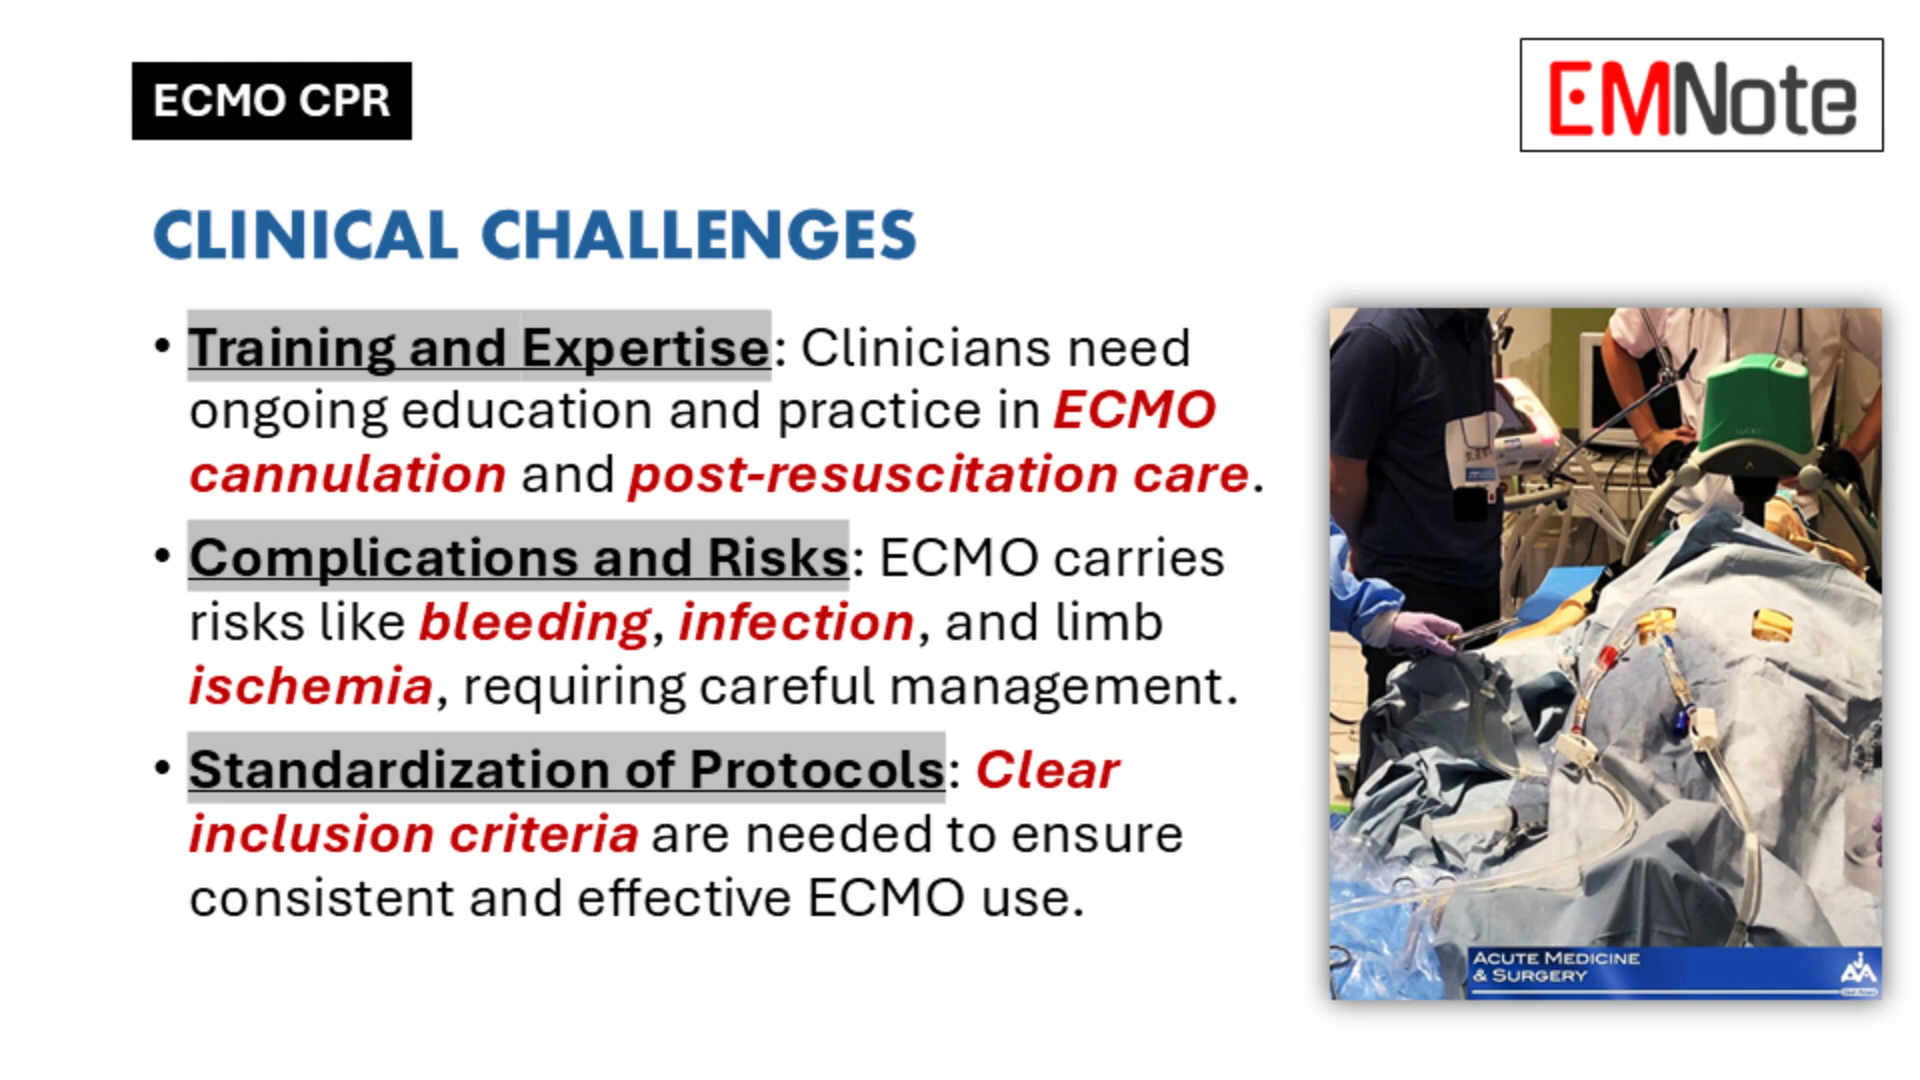 ECMO CPR
EMNote
CLINICAL CHALLENGES
• Training and Expertise: Clinicians need
ongoing education and practice in ECMO
cannulation and post-resuscitation care.
• Complications and Risks: ECMO carries
risks like bleeding, infection, and limb
ischemia, requiring careful management.
• Standardization of Protocols: Clear
inclusion criteria are needed to ensure
consistent and effective ECMO use.
ACUTE MEDICINE
& SURGERY